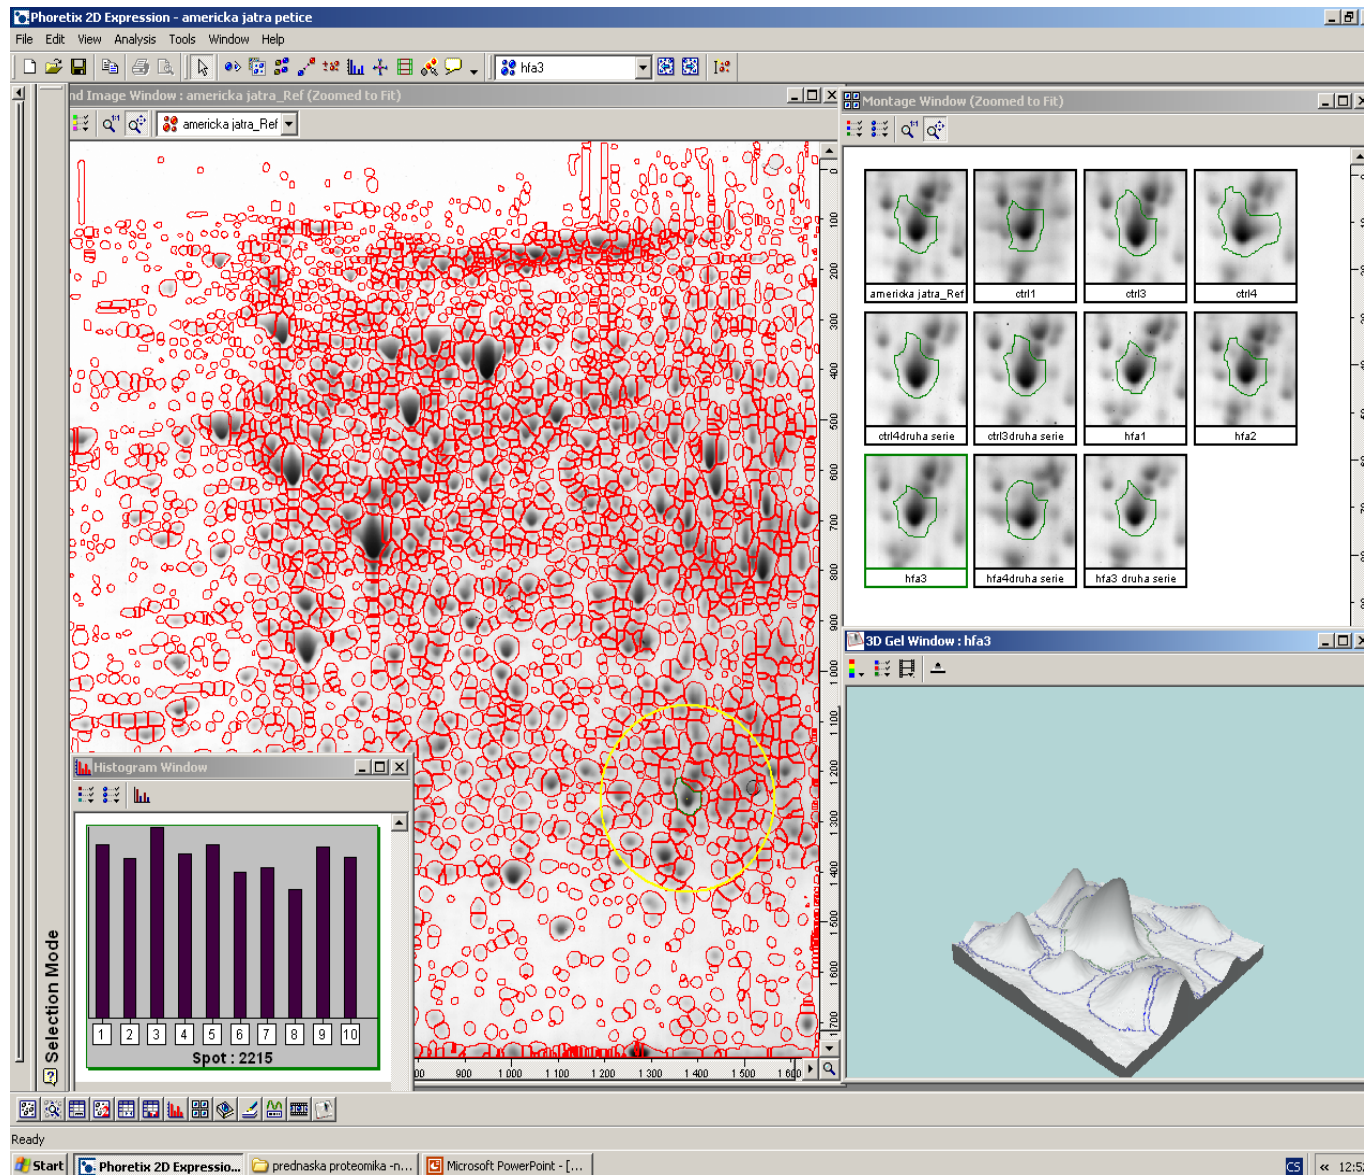 Phoretix 2D Expression - americka jatra petice
File Edit View Analysis Tools Window Help
hfa3
nd Image Window : americka jatra_Ref (Zoomed to Fit)
americka jatra_Ref
0
100
200
300
400
500
600
700
800
900
1 000
1 100
1 200
1 300
1 400
1 500
1 600
1 700
900 1 000 1 100 1 200 1 300 1 400 1 500 1 600
Montage Window (Zoomed to Fit)
americka jatra_Ref ctrl1 ctrl3 ctrl4
ctrl4druha serie ctrl3druha serie hfa1 hfa2
hfa3 hfa4druha serie hfa3 druha serie
3D Gel Window : hfa3
Histogram Window
1 2 3 4 5 6 7 8 9 10
Spot : 2215
Selection Mode
Ready
Start Phoretix 2D Expressio... prednaska proteomika -n... Microsoft PowerPoint - [... CS « 12:5